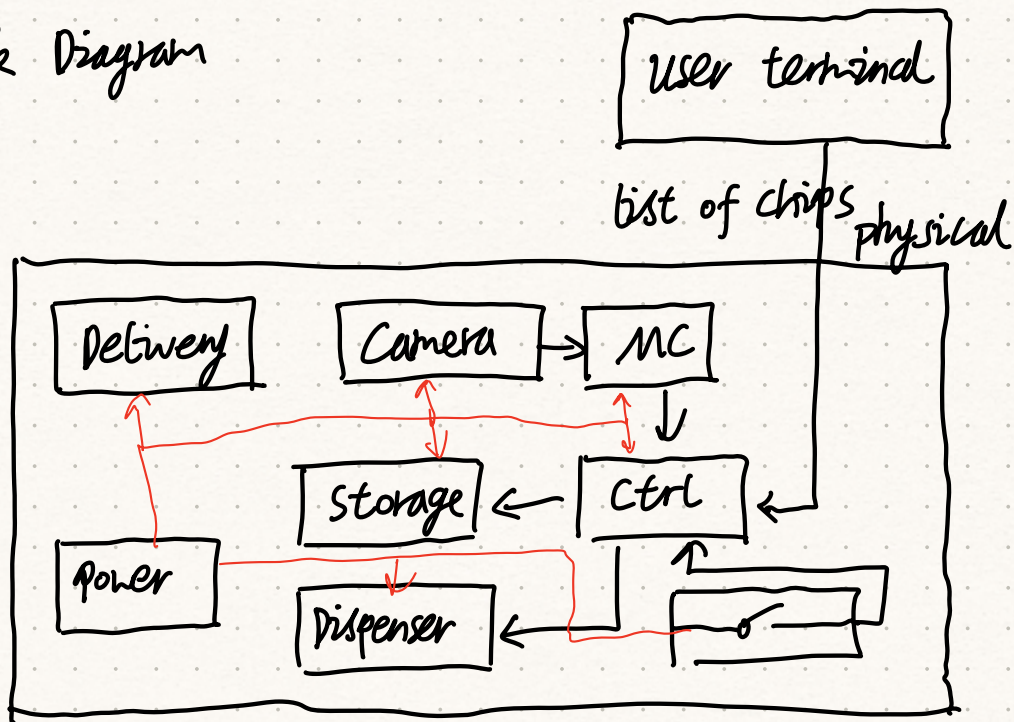 Diagram
user terminal
list of chips
physical
Delivery
Camera
MC
Storage
Ctrl
Power
Dispenser